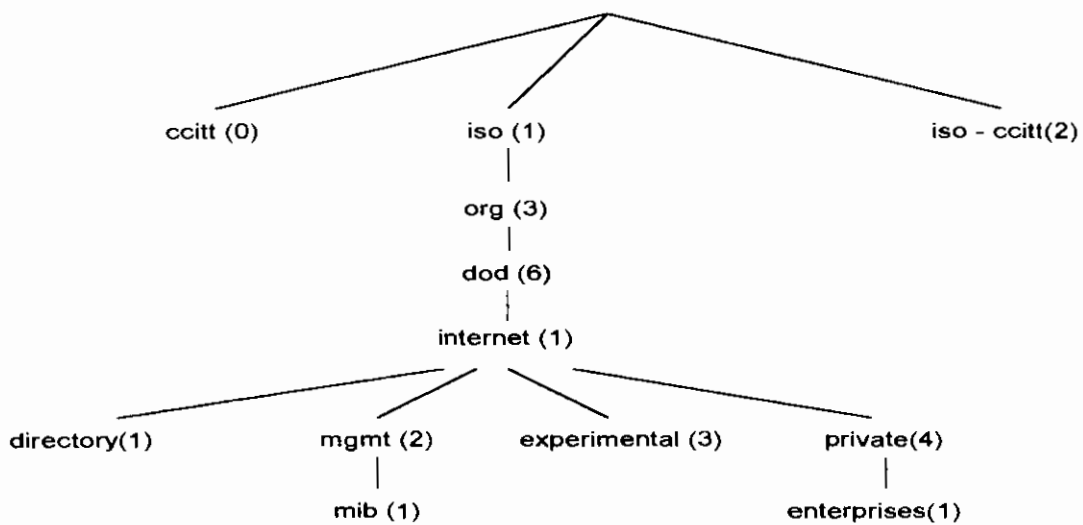 ccitt (0) iso (1) iso - ccitt(2)
org (3)
dod (6)
internet (1)
directory(1) mgmt (2) experimental (3) private(4)
mib (1) enterprises(1)